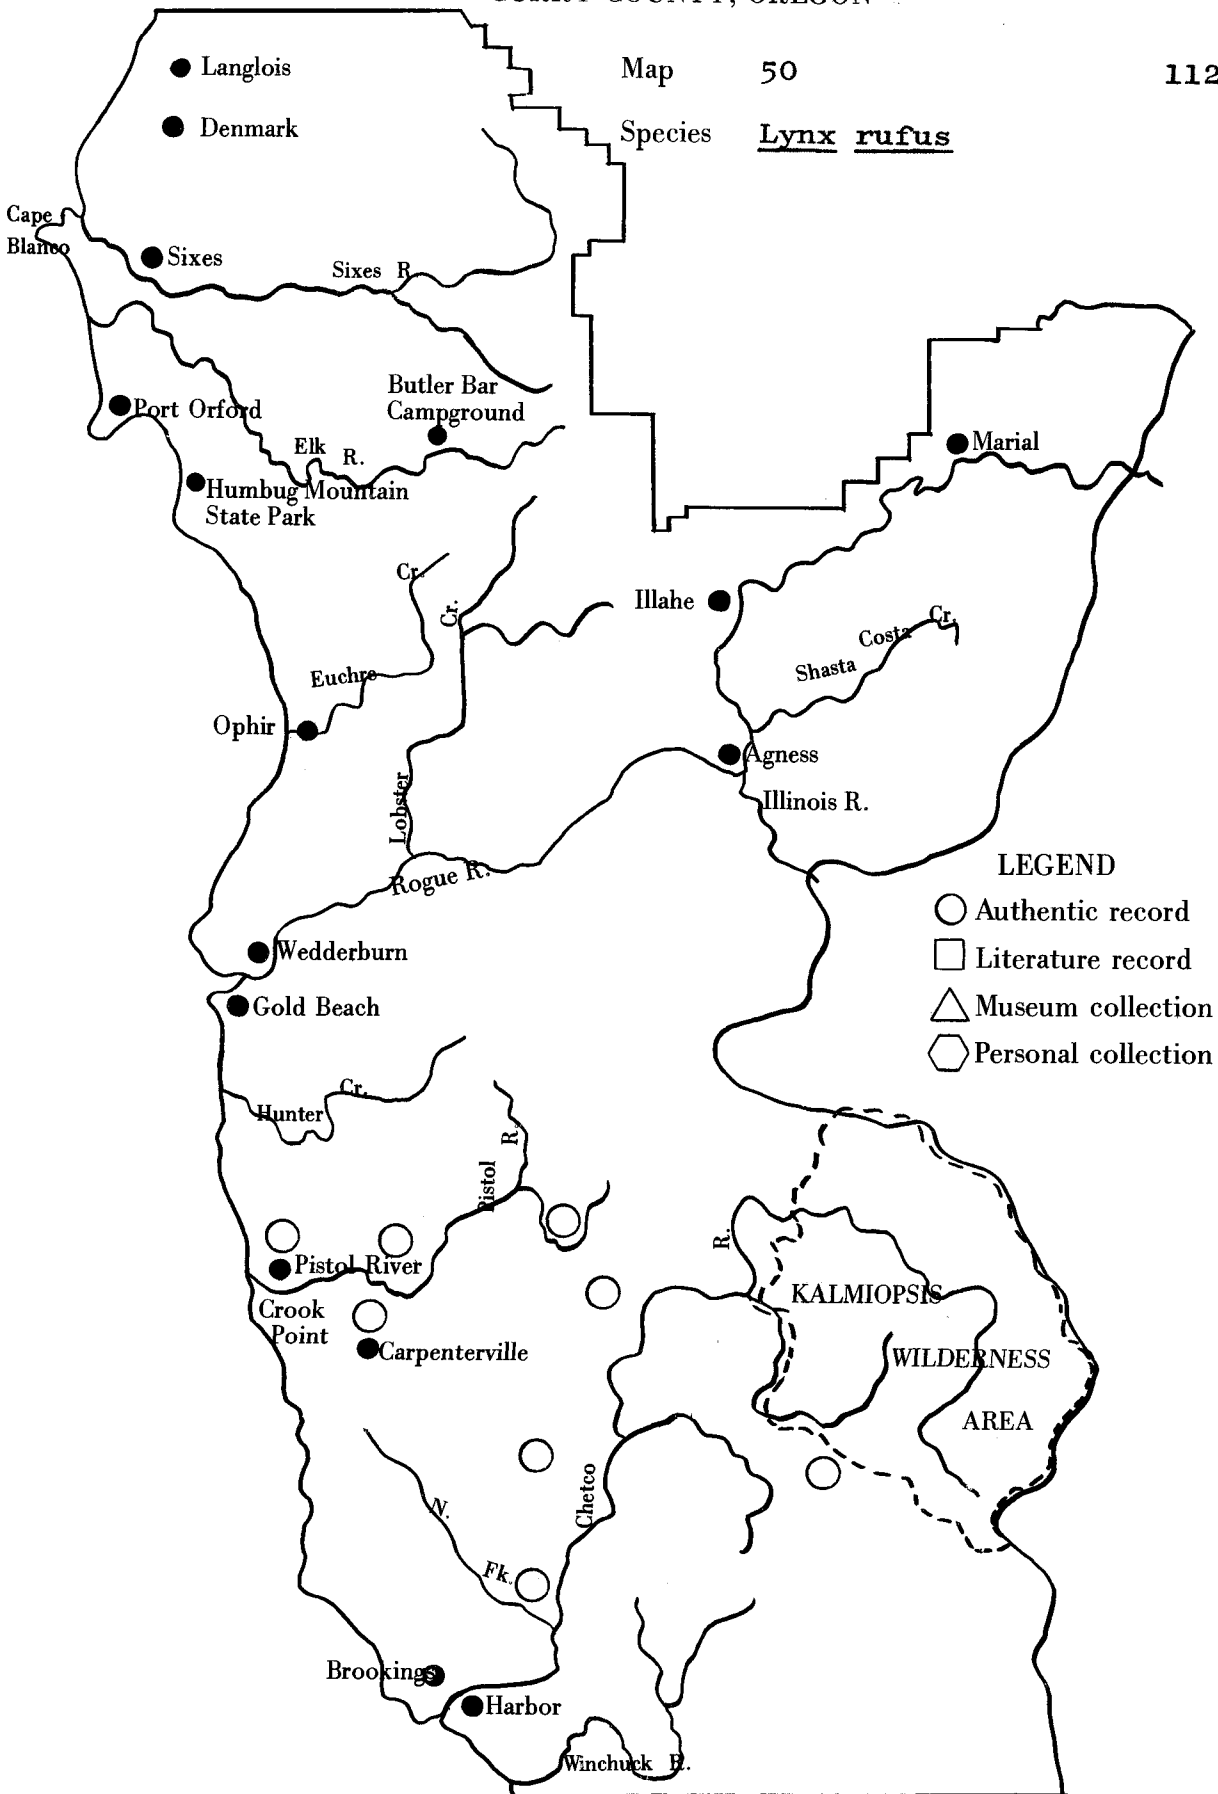 CURRY COUNTY, OREGON
Map 50 112
Species Lynx rufus
Langlois
Denmark
Cape
Blanco
Sixes
Sixes R
Port Orford
Butler Bar
Campground
Elk R.
Humbug Mountain
State Park
Marial
Euchre Cr.
Illahe
Shasta Costa Cr.
Ophir
Lobster Cr.
Agness
Illinois R.
Rogue R.
LEGEND
Authentic record
Literature record
Museum collection
Personal collection
Wedderburn
Gold Beach
Hunter Cr.
Pistol R.
Pistol River
Crook
Point
Carpenterville
KALMIOPSIS
WILDERNESS
AREA
Chetco R.
N. Fk.
Brookings
Harbor
Winchuck R.